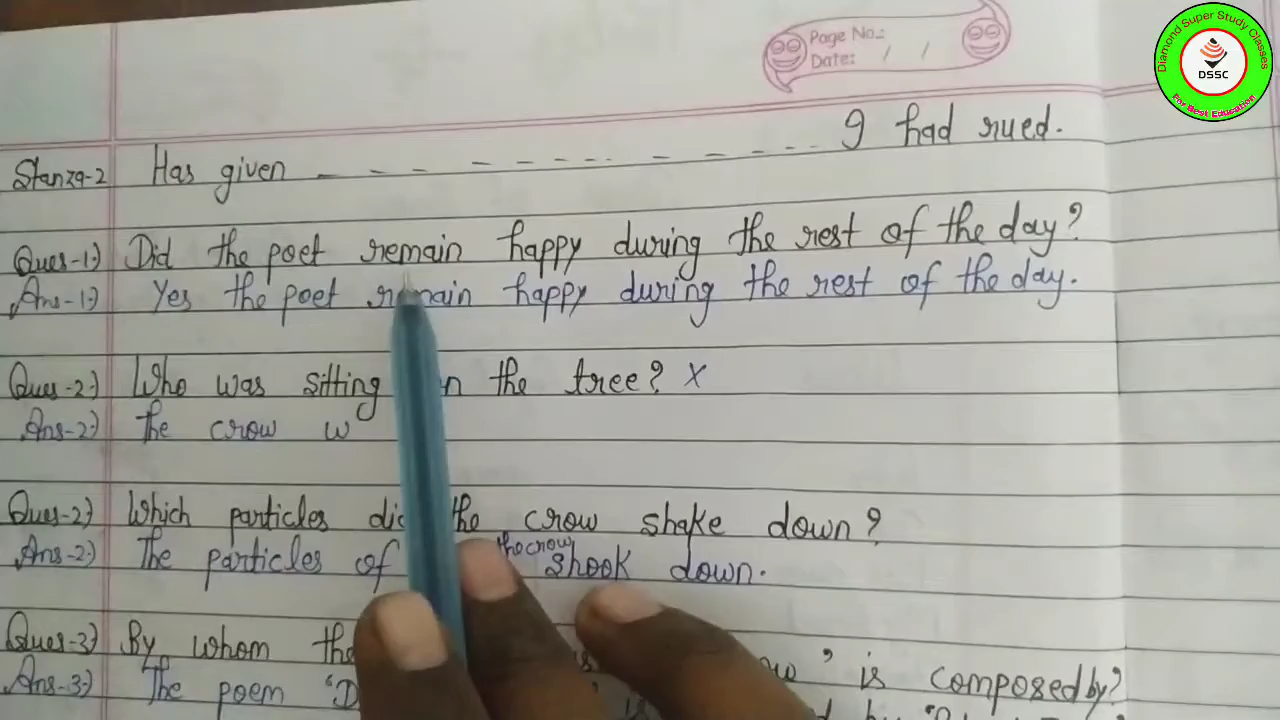 Diamond Super Study Classes
DSSC
For Best Education
Page No.:
Date: / /
Stanza-2 Has given _ _ _ _ _ _ _ _ _ _ _ _ I had rued.
Ques-1:) Did the poet remain happy during the rest of the day?
Ans-1:) Yes the poet remain happy during the rest of the day.
Ques-2:) Who was sitting the tree? X
Ans-2:) The crow w
Ques-2:) Which particles did the crow shake down?
Ans-2:) The particles of the crow shook down.
Ques-3:) By whom the is composed by?
Ans-3:) The poem by